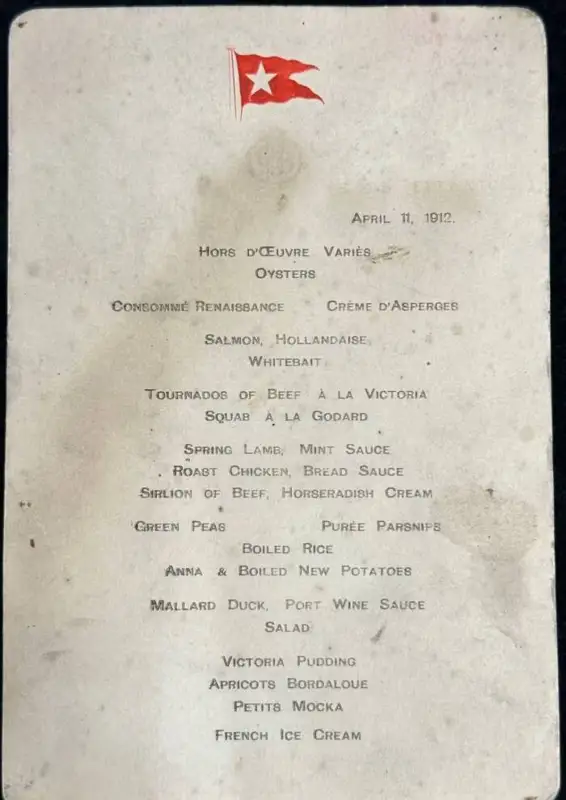 April 11, 1912.
Hors d'Œuvre Variés
Oysters
Consommé Renaissance Crème d'Asperges
Salmon, Hollandaise
Whitebait
Tournados of Beef à la Victoria
Squab à la Godard
Spring Lamb, Mint Sauce
Roast Chicken, Bread Sauce
Sirlion of Beef, Horseradish Cream
Green Peas Purée Parsnips
Boiled Rice
Anna & Boiled New Potatoes
Mallard Duck, Port Wine Sauce
Salad
Victoria Pudding
Apricots Bordaloue
Petits Mocka
French Ice Cream